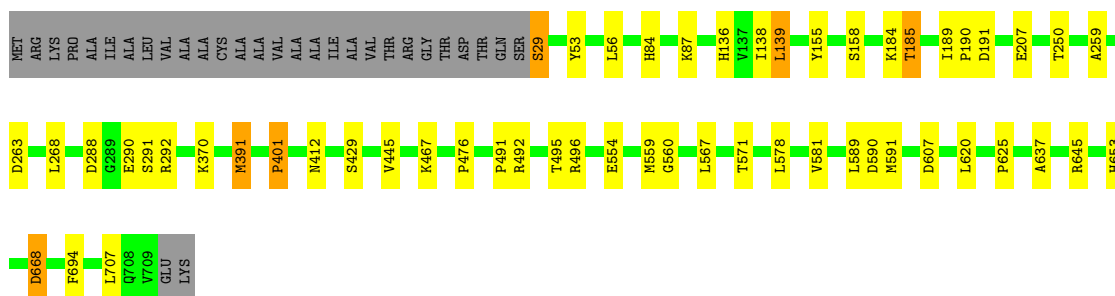 MET ARG LYS PRO ALA ILE ALA LEU VAL ALA ALA CYS ALA ALA VAL ALA ALA ILE ALA VAL THR ARG GLY THR ASP THR GLN SER S29 Y53 L56 H84 K87 H136 V137 I138 L139 Y155 S158 K184 T185 I189 P190 D191 E207 T250 A259
D263 L268 D288 G289 E290 S291 R292 K370 M391 P401 N412 S429 V445 K467 P476 P491 R492 T495 R496 E554 M559 G560 L567 T571 L578 V581 L589 D590 M591 D607 L620 P625 A637 R645 H653
D668 F694 L707 Q708 V709 GLU LYS